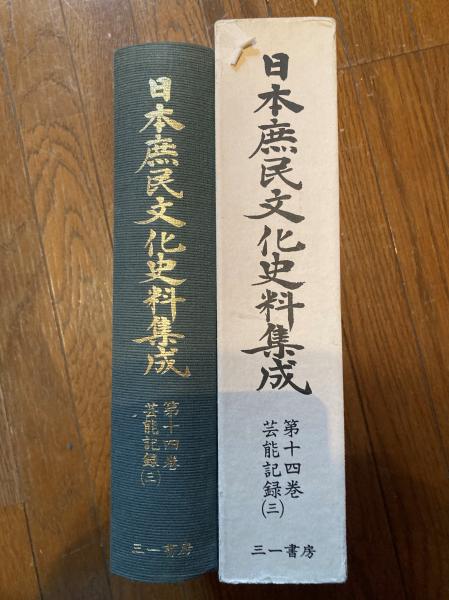 日本庶民文化史料集成
第十四巻
芸能記録(二)
三一書房
日本庶民文化史料集成
第十四巻
芸能記録(三)
三一書房